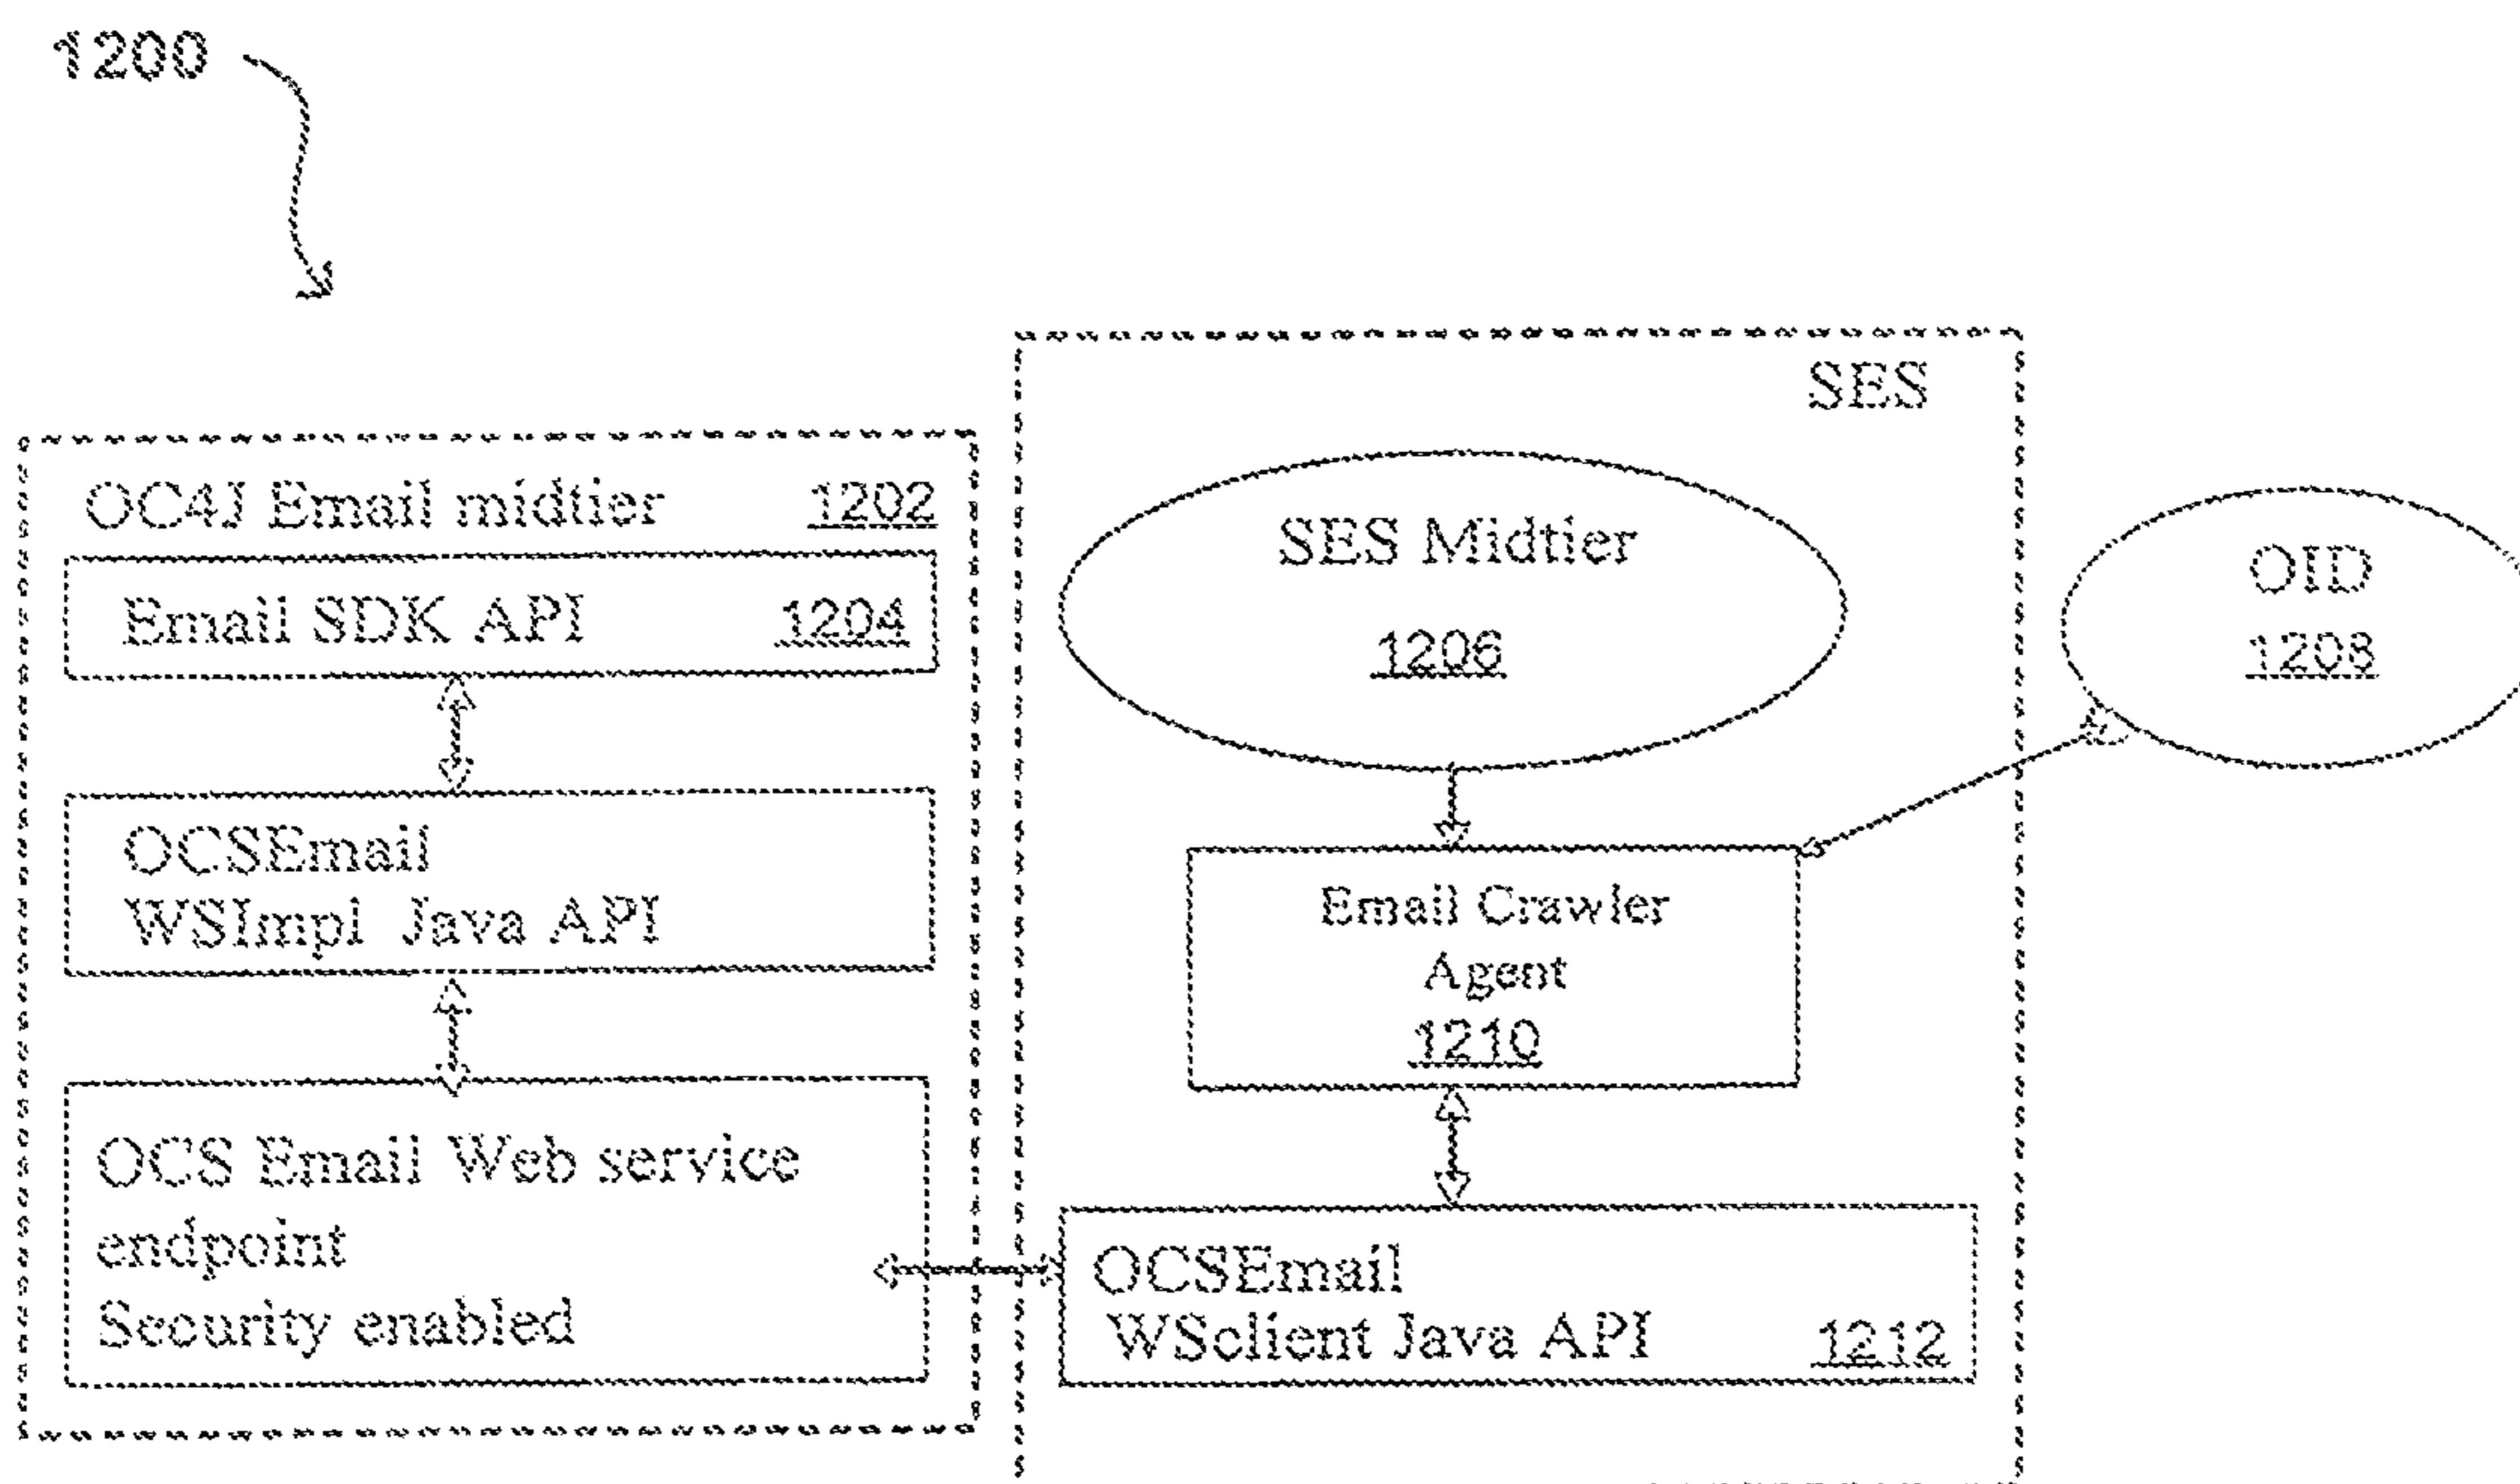 1200
OC4J Email midtier 1202
Email SDK API 1204
OCSEmail
WSImpl Java API
OCS Email Web service
endpoint
Security enabled
SES
SES Midtier
1206
Email Crawler
Agent
1210
OCSEmail
WSclient Java API 1212
OID
1208